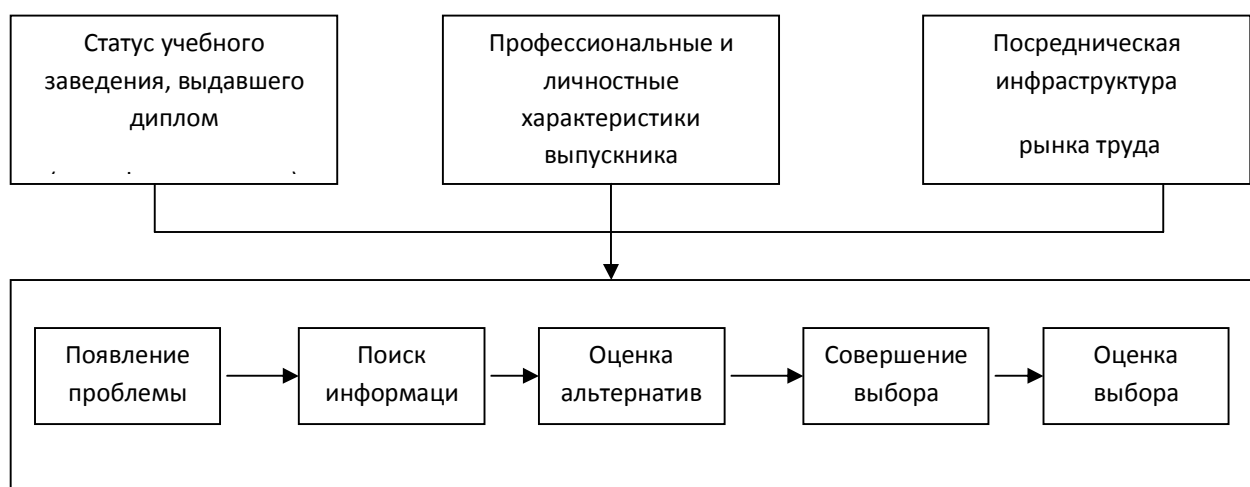 Статус учебного
заведения, выдавшего
диплом
Профессиональные и
личностные
характеристики
выпускника
Посредническая
инфраструктура
рынка труда
Появление
проблемы
Поиск
информаци
Оценка
альтернатив
Совершение
выбора
Оценка
выбора